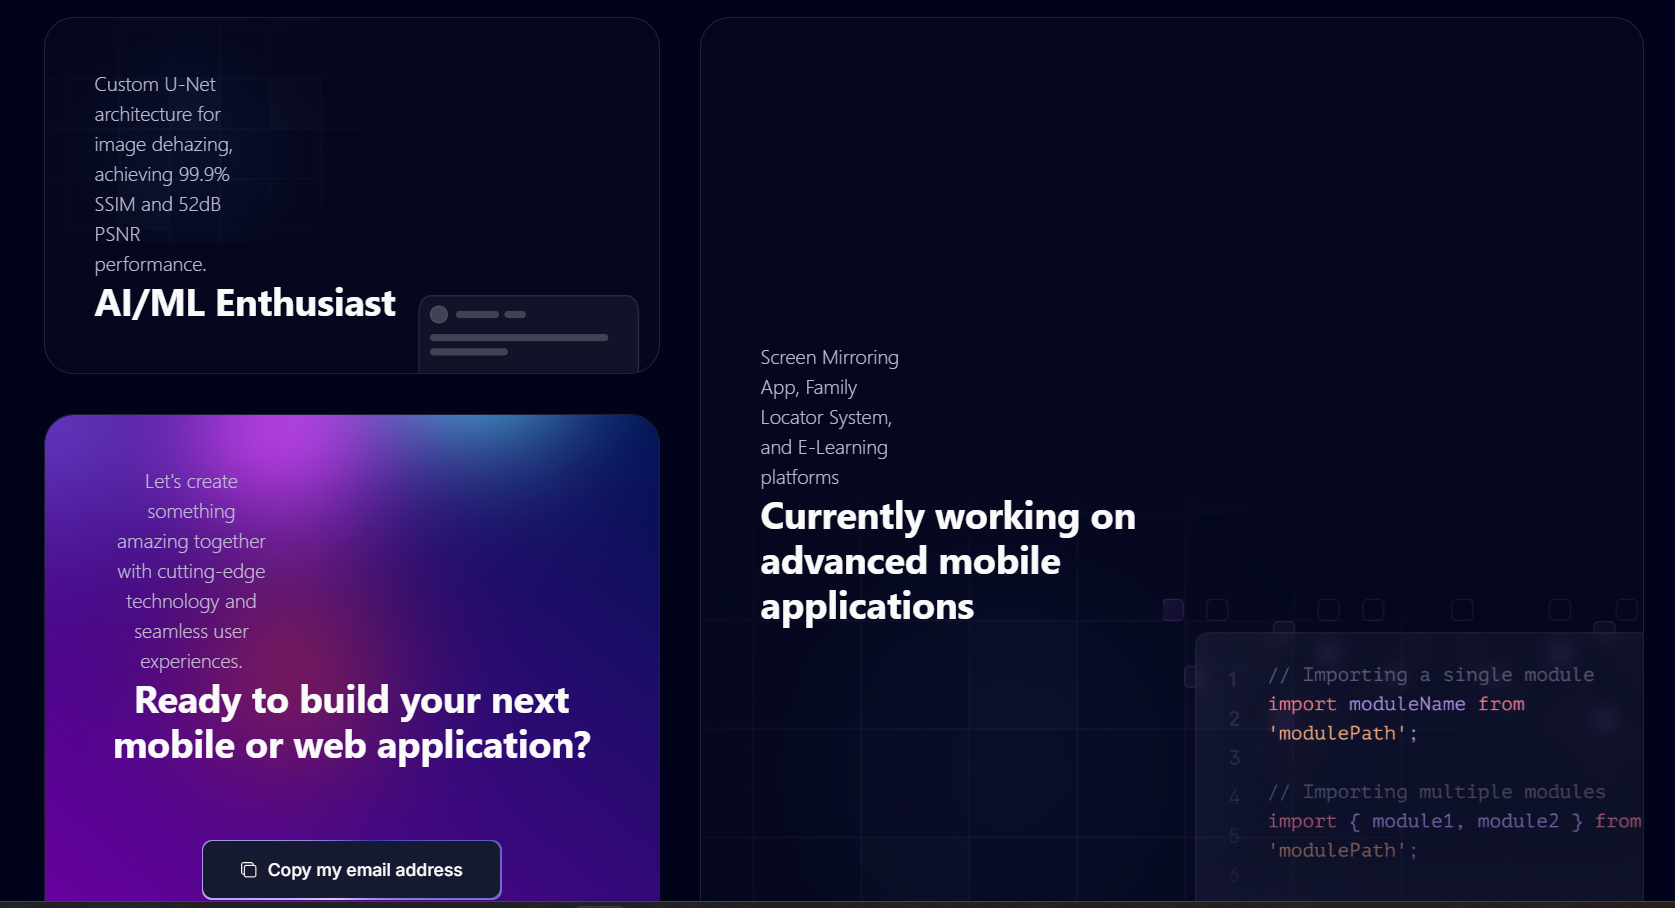 Custom U-Net
architecture for
image dehazing,
achieving 99.9%
SSIM and 52dB
PSNR
performance.
AI/ML Enthusiast
Let's create
something
amazing together
with cutting-edge
technology and
seamless user
experiences.
Ready to build your next
mobile or web application?
Copy my email address
Screen Mirroring
App, Family
Locator System,
and E-Learning
platforms
Currently working on
advanced mobile
applications
1 // Importing a single module
import moduleName from
2
'modulePath';
3
4 // Importing multiple modules
import { module1, module2 } from
5
'modulePath';
6